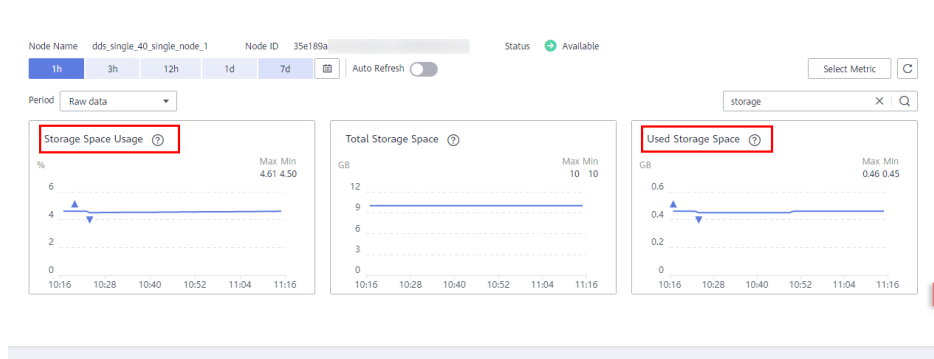 Node Name dds_single_40_single_node_1 Node ID 35e189a Status Available
1h 3h 12h 1d 7d Auto Refresh Select Metric
Period Raw data storage
Storage Space Usage ?
%
Max Min
4.61 4.50
6
4
2
0
10:16 10:28 10:40 10:52 11:04 11:16
Total Storage Space ?
GB
Max Min
10 10
12
9
6
3
0
10:16 10:28 10:40 10:52 11:04 11:16
Used Storage Space ?
GB
Max Min
0.46 0.45
0.6
0.4
0.2
0
10:16 10:28 10:40 10:52 11:04 11:16